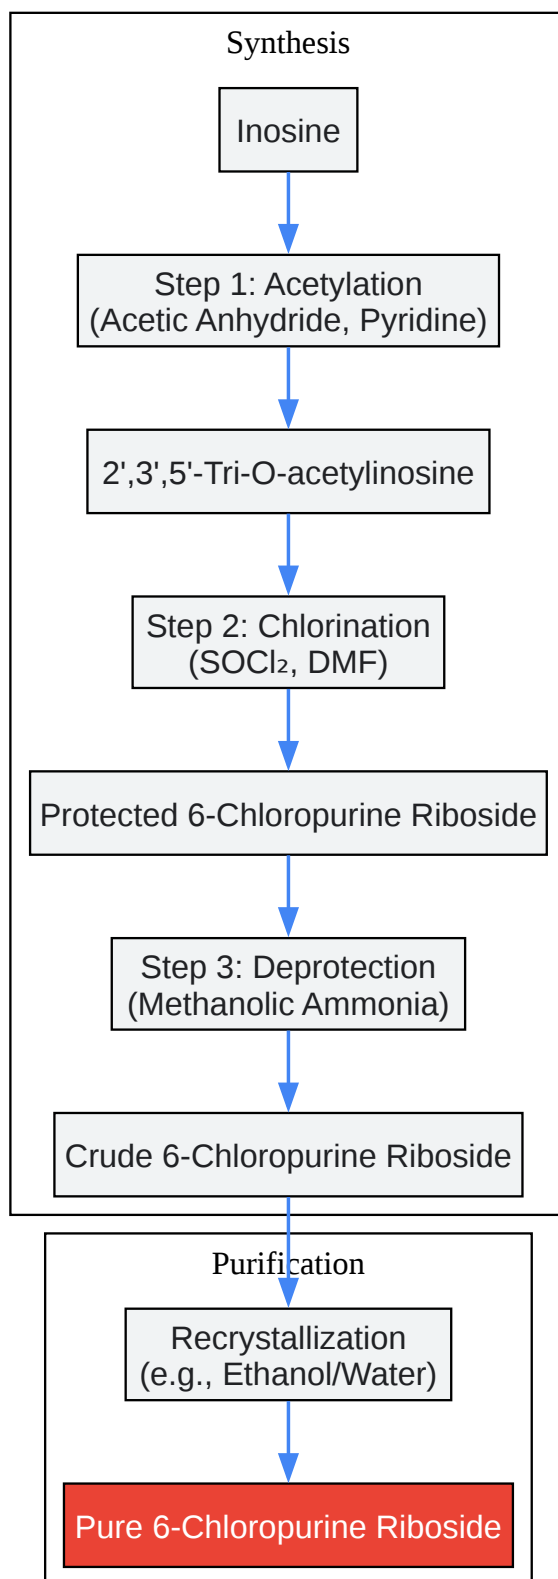 Synthesis
Inosine
Step 1: Acetylation
(Acetic Anhydride, Pyridine)
2',3',5'-Tri-O-acetylinosine
Step 2: Chlorination
(SOCl₂, DMF)
Protected 6-Chloropurine Riboside
Step 3: Deprotection
(Methanolic Ammonia)
Crude 6-Chloropurine Riboside
Purification
Recrystallization
(e.g., Ethanol/Water)
Pure 6-Chloropurine Riboside